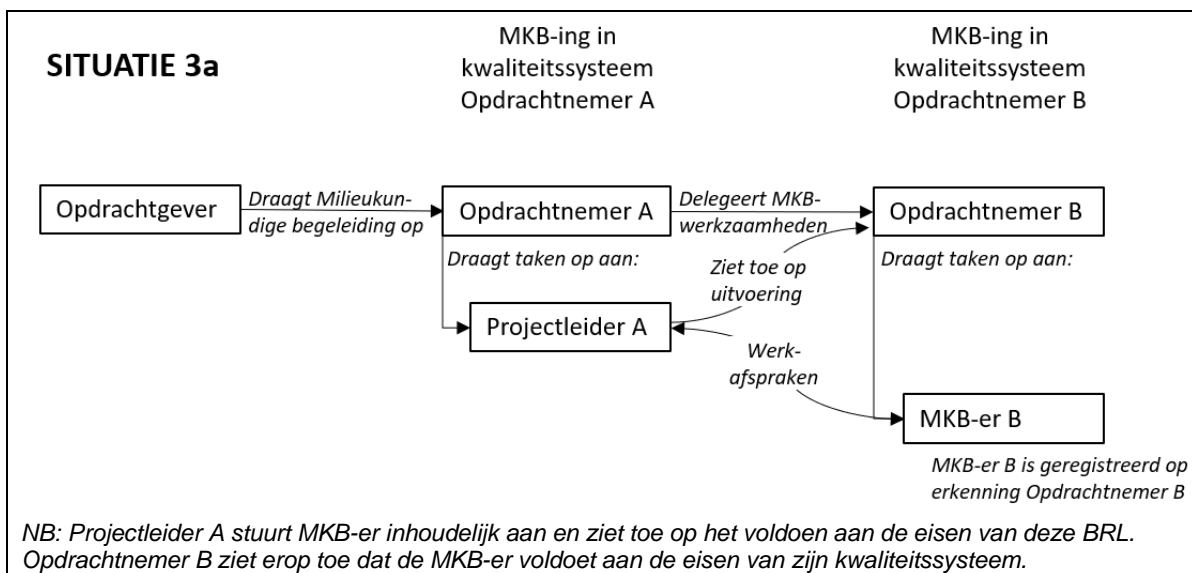 SITUATIE 3a
MKB-ing in
kwaliteitssysteem
Opdrachtnemer A
MKB-ing in
kwaliteitssysteem
Opdrachtnemer B
Opdrachtgever
Draagt Milieukun-
dige begeleiding op
Opdrachtnemer A
Delegeert MKB-
werkzaamheden
Opdrachtnemer B
Draagt taken op aan:
Ziet toe op
uitvoering
Draagt taken op aan:
Projectleider A
Werk-
afspraken
MKB-er B
MKB-er B is geregistreerd op
erkenning Opdrachtnemer B
NB: Projectleider A stuurt MKB-er inhoudelijk aan en ziet toe op het voldoen aan de eisen van deze BRL.
Opdrachtnemer B ziet erop toe dat de MKB-er voldoet aan de eisen van zijn kwaliteitssysteem.